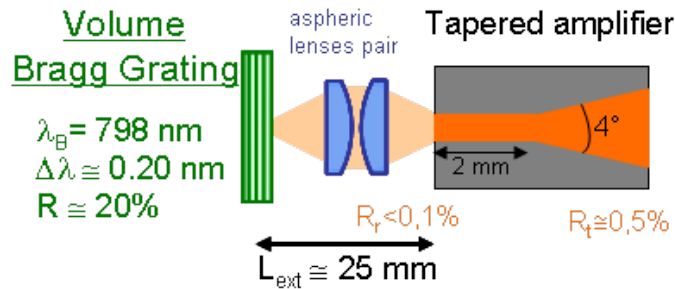 Volume
Bragg Grating
λB = 798 nm
Δλ ≅ 0.20 nm
R ≅ 20%
aspheric
lenses pair
Tapered amplifier
4°
2 mm
Rr<0,1%
Rt≅0,5%
Lext ≅ 25 mm